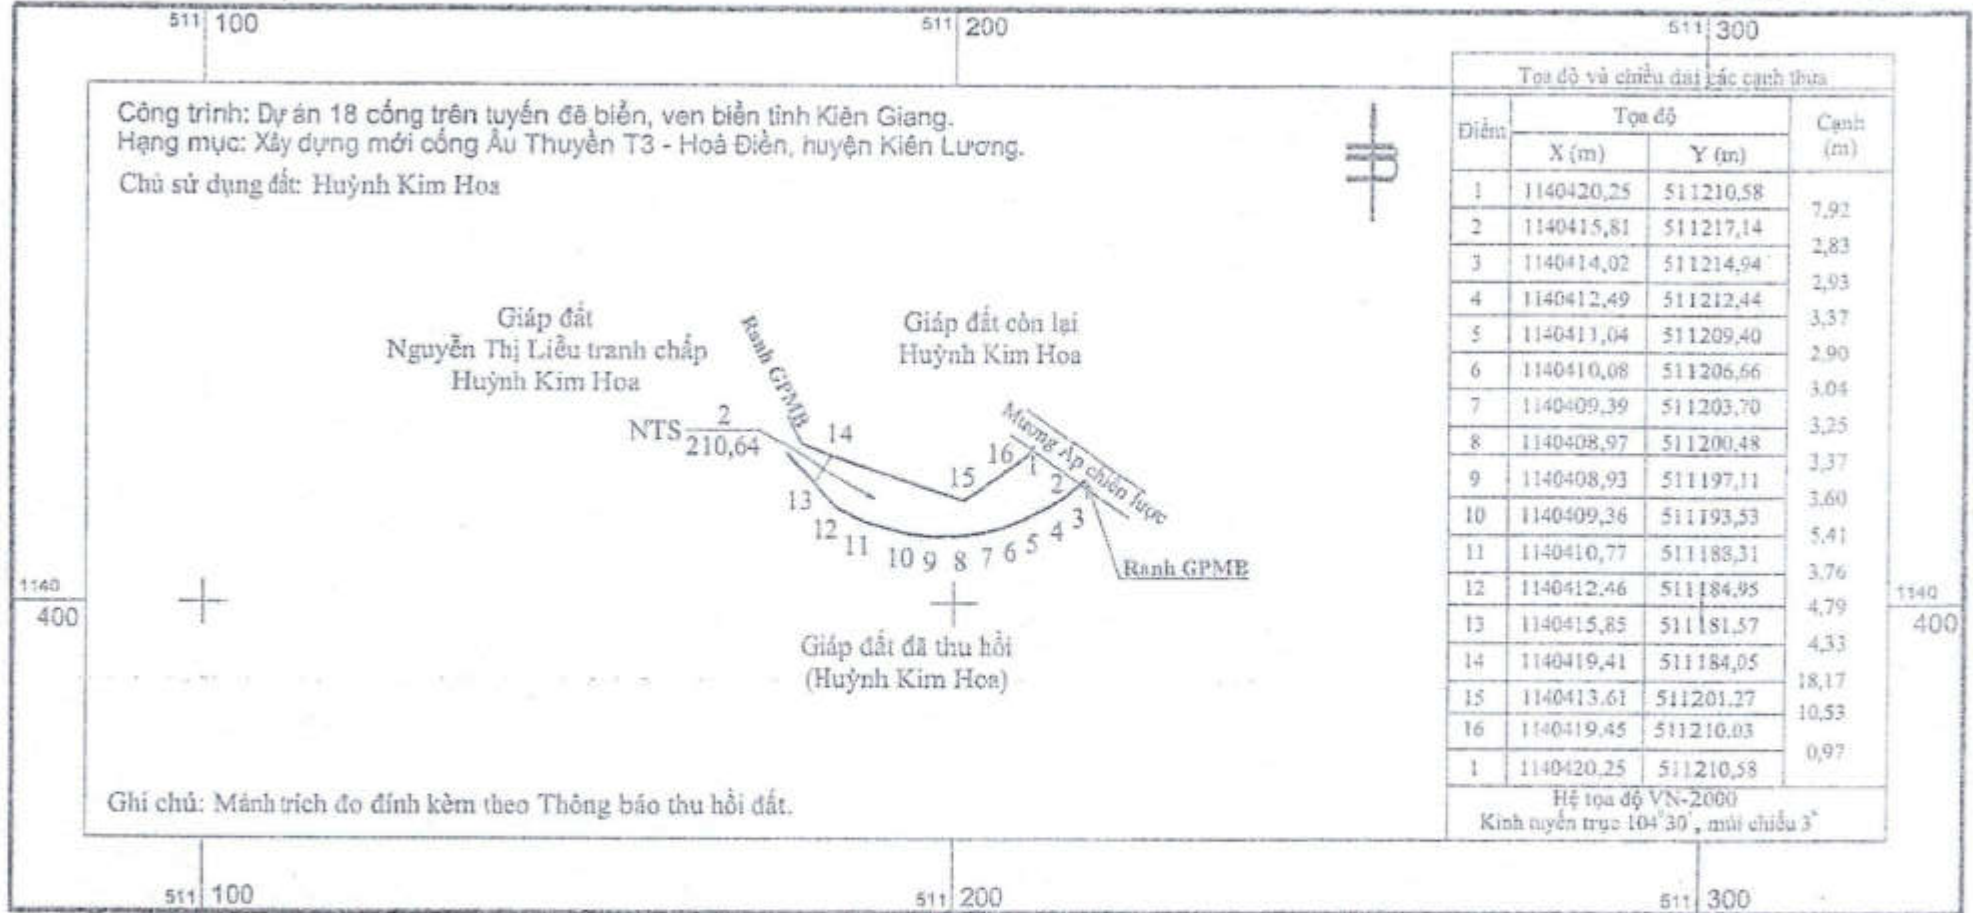 511 100
511 200
511 300
Công trình: Dự án 18 cống trên tuyến đê biển, ven biển tỉnh Kiên Giang.
Hạng mục: Xây dựng mới cống Âu Thuyền T3 - Hoà Điền, huyện Kiên Lương.
Chủ sử dụng đất: Huỳnh Kim Hoa
B
Giáp đất
Nguyễn Thị Liễu tranh chấp
Huỳnh Kim Hoa
Ranh GPMB
Giáp đất còn lại
Huỳnh Kim Hoa
NTS 2
210,64
Mương Ấp chiến lược
14
16
1
15
2
13
3
12
11
10
9
8
7
6
5
4
Ranh GPMB
1140
400
1140
400
Giáp đất đã thu hồi
(Huỳnh Kim Hoa)
Ghi chú: Mảnh trích đo đính kèm theo Thông báo thu hồi đất.
Tọa độ và chiều dài các cạnh thửa
Điểm Tọa độ Cạnh
X (m) Y (m) (m)
1 1140420,25 511210,58
7,92
2 1140415,81 511217,14
2,83
3 1140414,02 511214,94
2,93
4 1140412,49 511212,44
3,37
5 1140411,04 511209,40
2,90
6 1140410,08 511206,66
3,04
7 1140409,39 511203,70
3,25
8 1140408,97 511200,48
3,37
9 1140408,93 511197,11
3,60
10 1140409,36 511193,53
5,41
11 1140410,77 511188,31
3,76
12 1140412,46 511184,95
4,79
13 1140415,85 511181,57
4,33
14 1140419,41 511184,05
18,17
15 1140413.61 511201.27
10,53
16 1140419.45 511210.03
0,97
1 1140420,25 511210,58
Hệ tọa độ VN-2000
Kinh tuyến trục 104°30', múi chiếu 3°
511 100
511 200
511 300